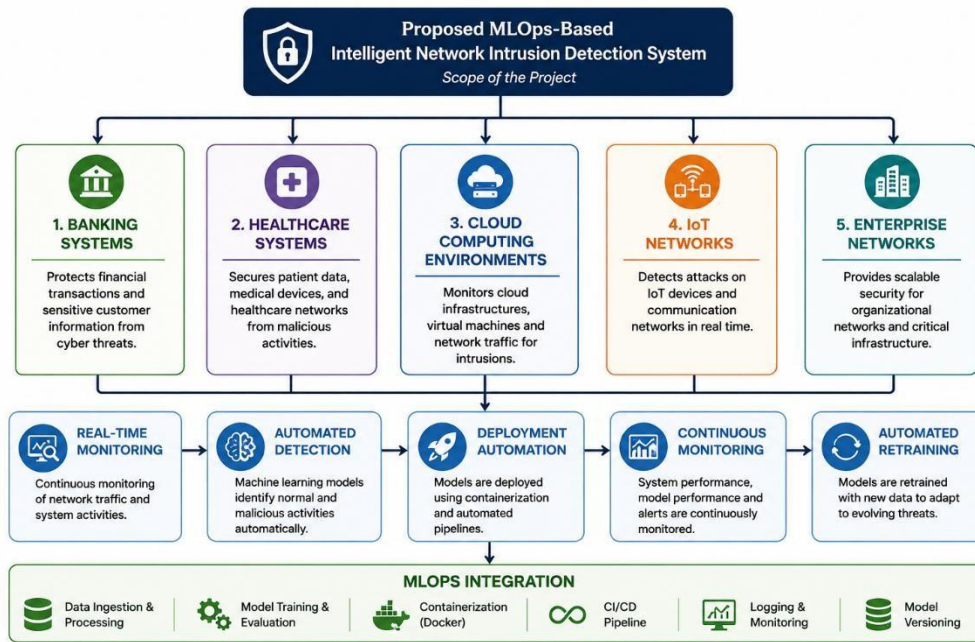 Proposed MLOps-Based
Intelligent Network Intrusion Detection System
Scope of the Project
1. BANKING
SYSTEMS
Protects financial
transactions and
sensitive customer
information from
cyber threats.
2. HEALTHCARE
SYSTEMS
Secures patient data,
medical devices, and
healthcare networks
from malicious
activities.
3. CLOUD
COMPUTING
ENVIRONMENTS
Monitors cloud
infrastructures,
virtual machines and
network traffic for
intrusions.
4. IoT
NETWORKS
Detects attacks on
IoT devices and
communication
networks in real time.
5. ENTERPRISE
NETWORKS
Provides scalable
security for
organizational
networks and critical
infrastructure.
REAL-TIME
MONITORING
Continuous monitoring
of network traffic and
system activities.
AUTOMATED
DETECTION
Machine learning models
identify normal and
malicious activities
automatically.
DEPLOYMENT
AUTOMATION
Models are deployed
using containerization
and automated
pipelines.
CONTINUOUS
MONITORING
System performance,
model performance and
alerts are continuously
monitored.
AUTOMATED
RETRAINING
Models are retrained
with new data to adapt
to evolving threats.
MLOPS INTEGRATION
Data Ingestion &
Processing
Model Training &
Evaluation
Containerization
(Docker)
CI/CD
Pipeline
Logging &
Monitoring
Model
Versioning